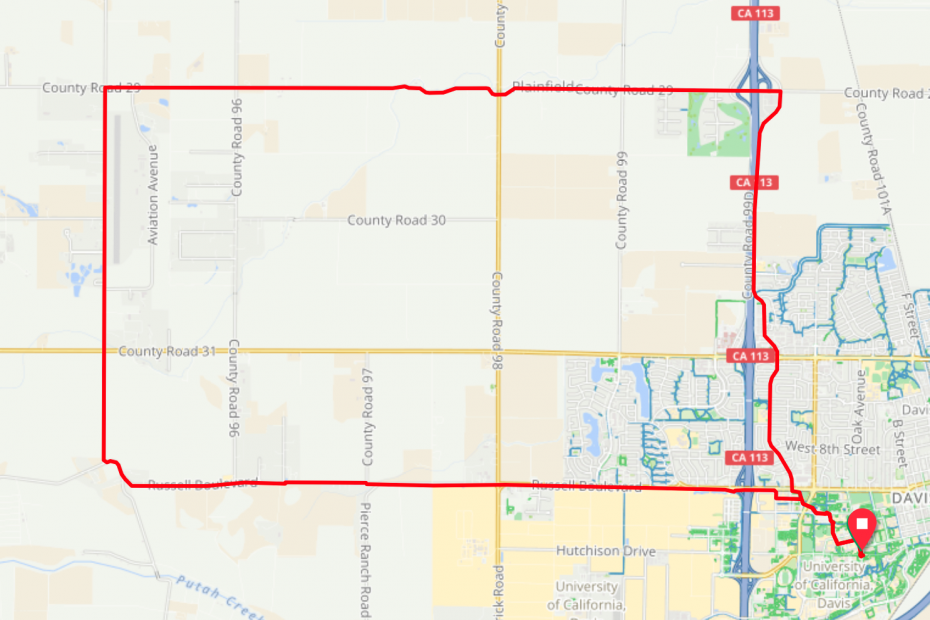 CA 113
County
County Road 29
Plainfield
County Road 29
County Road 2
County Road 96
County Road 101A
Aviation Avenue
County Road 99
CA 113
County Road 30
County Road 99D
County Road 98
F Street
County Road 31
CA 113
County Road 96
County Road 97
Oak Avenue
Davis
B Street
West 8th Street
CA 113
Russell Boulevard
Russell Boulevard
DAVI
Pierce Ranch Road
Hutchison Drive
Putah Creek
rick Road
University
of California,
University
of California,
Davis